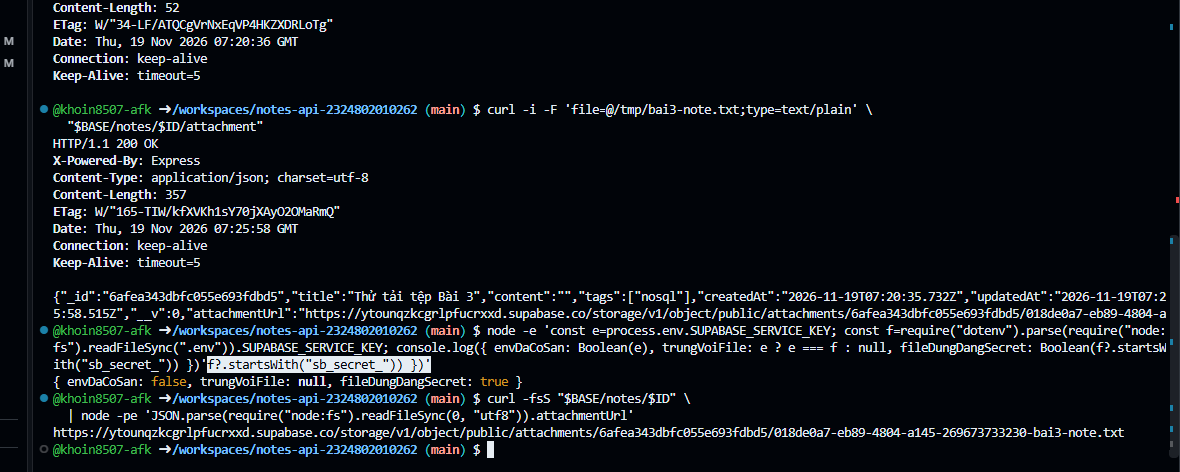 Content-Length: 52
ETag: W/"34-LF/ATQCgVrNxEqVP4HKZXDRLoTg"
Date: Thu, 19 Nov 2026 07:20:36 GMT
M
Connection: keep-alive
M
Keep-Alive: timeout=5
@khoin8507-afk ➜/workspaces/notes-api-2324802010262 (main) $ curl -i -F 'file=@/tmp/bai3-note.txt;type=text/plain' \
"$BASE/notes/$ID/attachment"
HTTP/1.1 200 OK
X-Powered-By: Express
Content-Type: application/json; charset=utf-8
Content-Length: 357
ETag: W/"165-TIW/kfXVKh1sY70jXAyO2OMaRmQ"
Date: Thu, 19 Nov 2026 07:25:58 GMT
Connection: keep-alive
Keep-Alive: timeout=5
{"_id":"6afea343dbfc055e693fdbd5","title":"Thử tải tệp Bài 3","content":"","tags":["nosql"],"createdAt":"2026-11-19T07:20:35.732Z","updatedAt":"2026-11-19T07:2
5:58.515Z","__v":0,"attachmentUrl":"https://ytounqzkcgrlpfucrxxd.supabase.co/storage/v1/object/public/attachments/6afea343dbfc055e693fdbd5/018de0a7-eb89-4804-a
@khoin8507-afk ➜/workspaces/notes-api-2324802010262 (main) $ node -e 'const e=process.env.SUPABASE_SERVICE_KEY; const f=require("dotenv").parse(require("node:
fs").readFileSync(".env")).SUPABASE_SERVICE_KEY; console.log({ envDaCoSan: Boolean(e), trungVoiFile: e ? e === f : null, fileDungDangSecret: Boolean(f?.startsW
ith("sb_secret_")) })'f?.startsWith("sb_secret_")) })'
{ envDaCoSan: false, trungVoiFile: null, fileDungDangSecret: true }
@khoin8507-afk ➜/workspaces/notes-api-2324802010262 (main) $ curl -fsS "$BASE/notes/$ID" \
| node -pe 'JSON.parse(require("node:fs").readFileSync(0, "utf8")).attachmentUrl'
https://ytounqzkcgrlpfucrxxd.supabase.co/storage/v1/object/public/attachments/6afea343dbfc055e693fdbd5/018de0a7-eb89-4804-a145-269673733230-bai3-note.txt
@khoin8507-afk ➜/workspaces/notes-api-2324802010262 (main) $